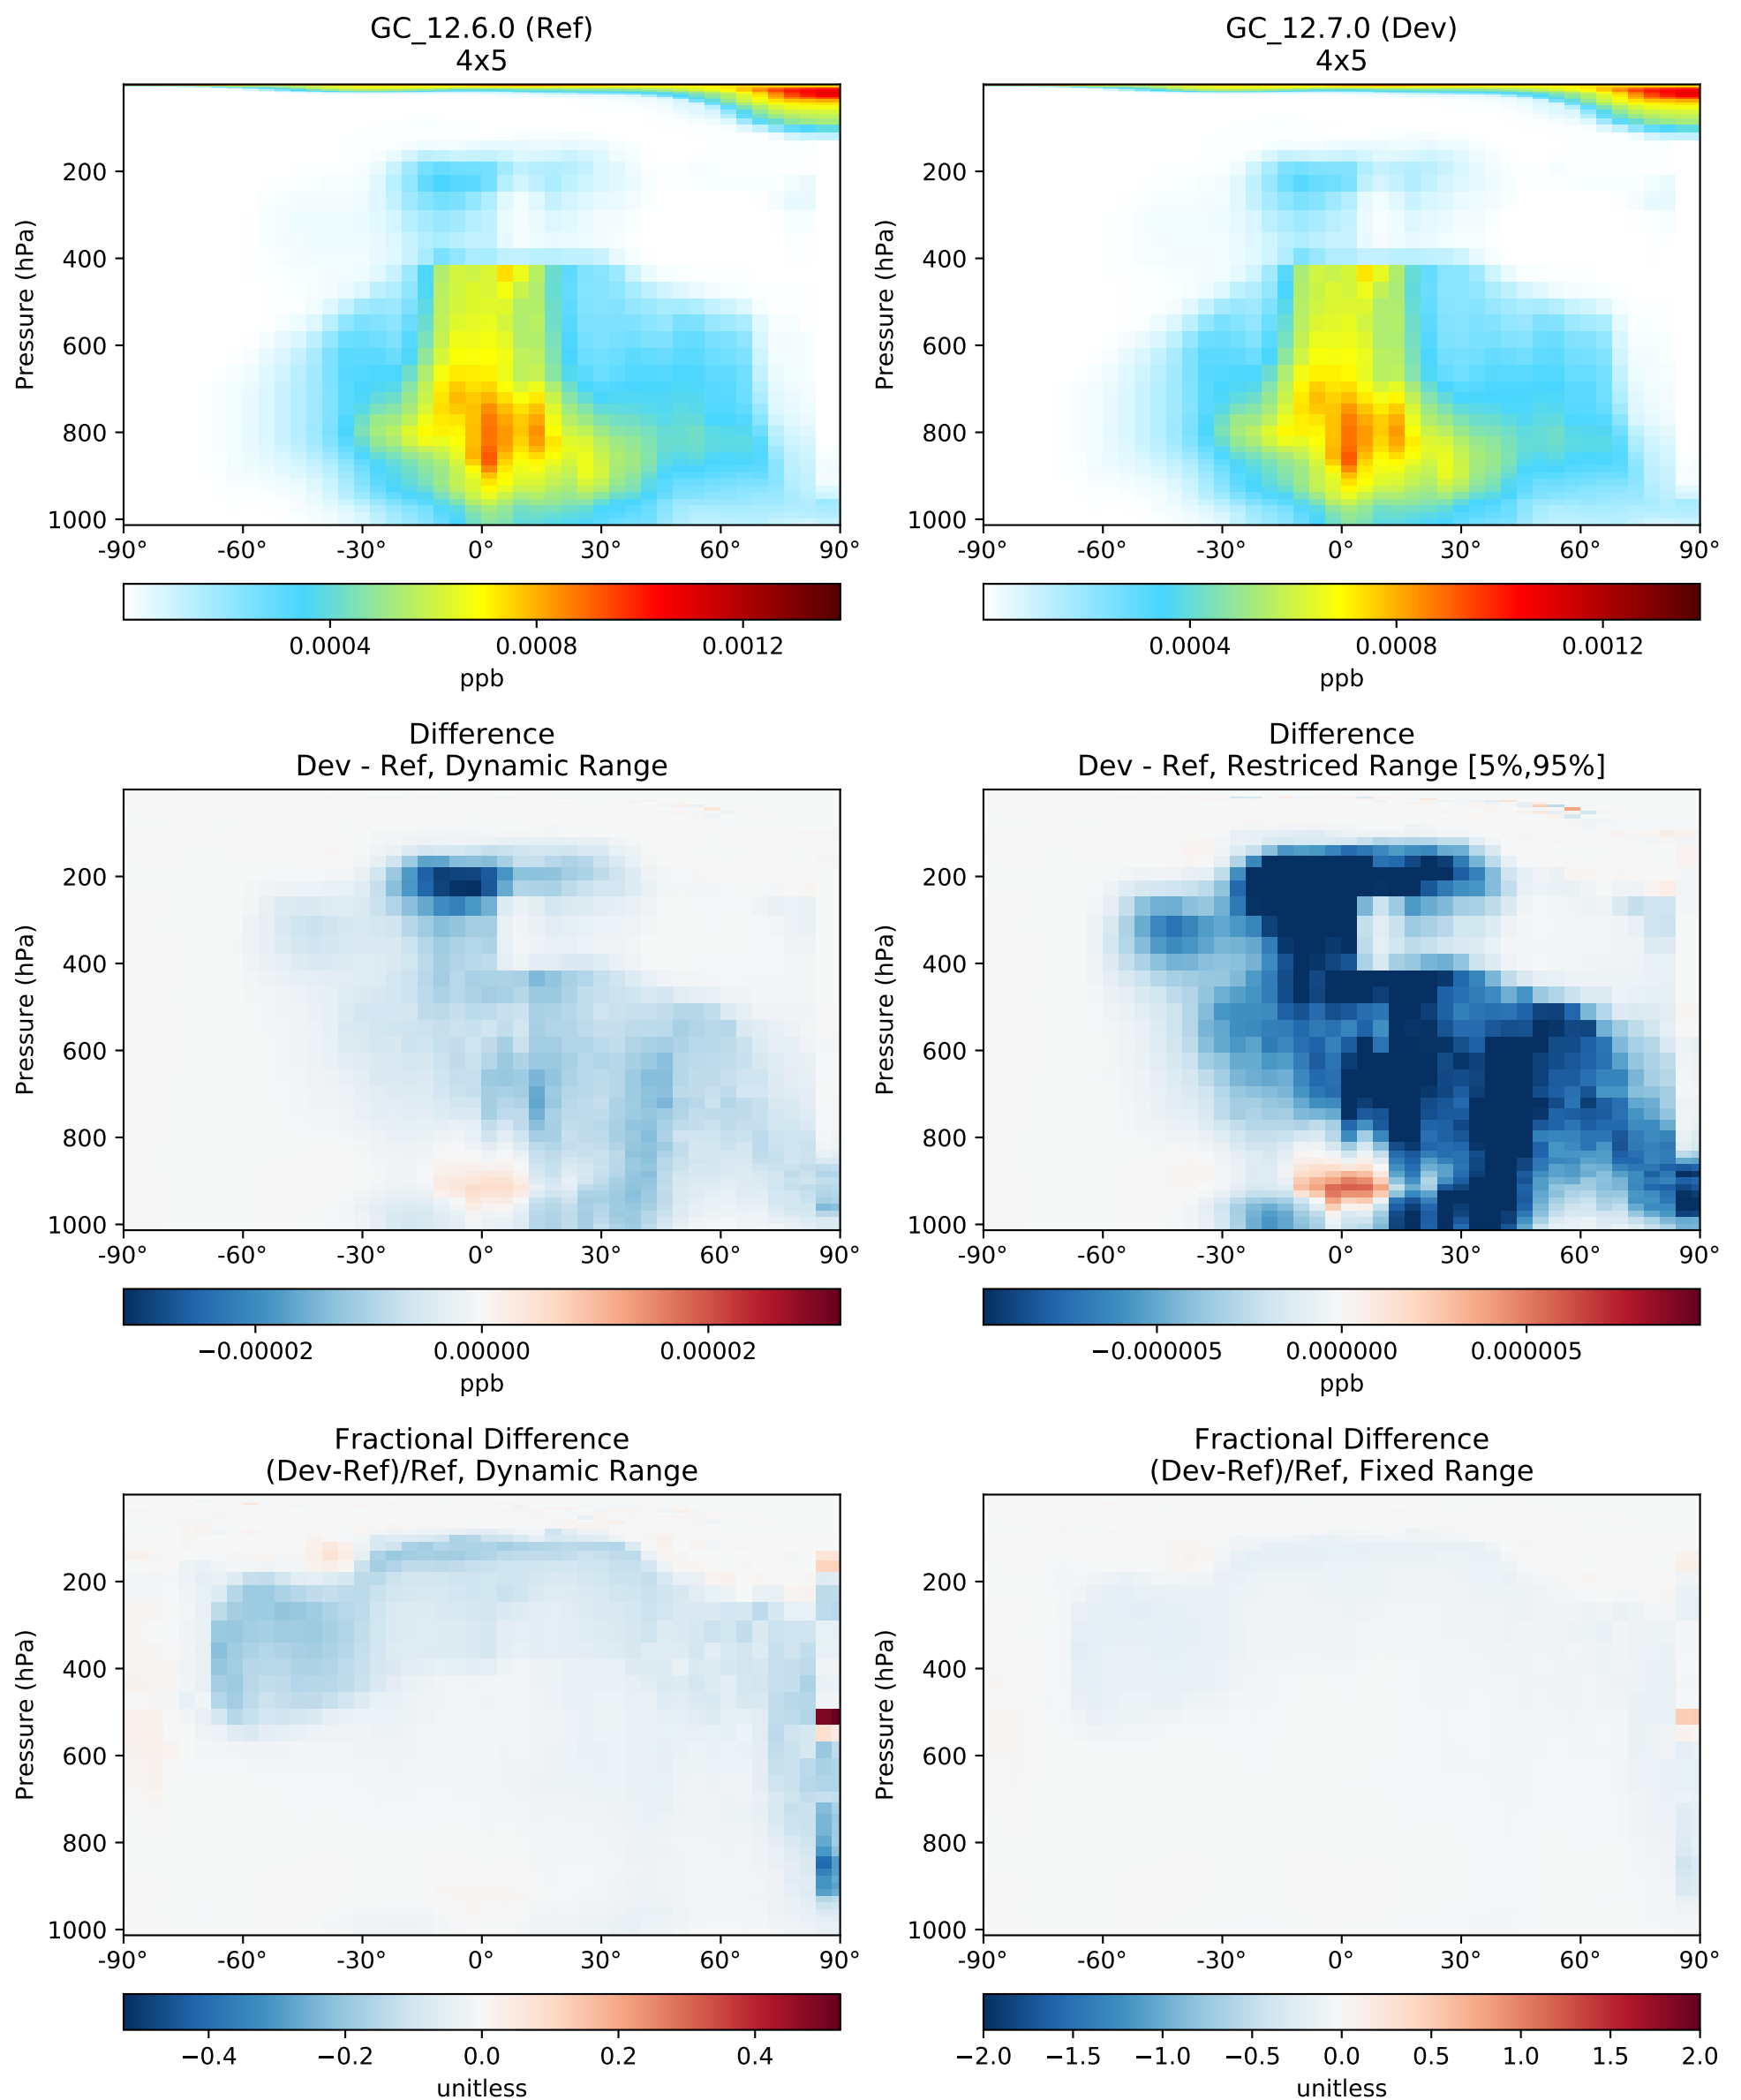 GC_12.6.0 (Ref)
4x5
Pressure (hPa)
200
400
600
800
1000
-90° -60° -30° 0° 30° 60° 90°
0.0004 0.0008 0.0012
ppb
GC_12.7.0 (Dev)
4x5
Pressure (hPa)
200
400
600
800
1000
-90° -60° -30° 0° 30° 60° 90°
0.0004 0.0008 0.0012
ppb
Difference
Dev - Ref, Dynamic Range
Pressure (hPa)
200
400
600
800
1000
-90° -60° -30° 0° 30° 60° 90°
−0.00002 0.00000 0.00002
ppb
Difference
Dev - Ref, Restriced Range [5%,95%]
Pressure (hPa)
200
400
600
800
1000
-90° -60° -30° 0° 30° 60° 90°
−0.000005 0.000000 0.000005
ppb
Fractional Difference
(Dev-Ref)/Ref, Dynamic Range
Pressure (hPa)
200
400
600
800
1000
-90° -60° -30° 0° 30° 60° 90°
−0.4 −0.2 0.0 0.2 0.4
unitless
Fractional Difference
(Dev-Ref)/Ref, Fixed Range
Pressure (hPa)
200
400
600
800
1000
-90° -60° -30° 0° 30° 60° 90°
−2.0 −1.5 −1.0 −0.5 0.0 0.5 1.0 1.5 2.0
unitless